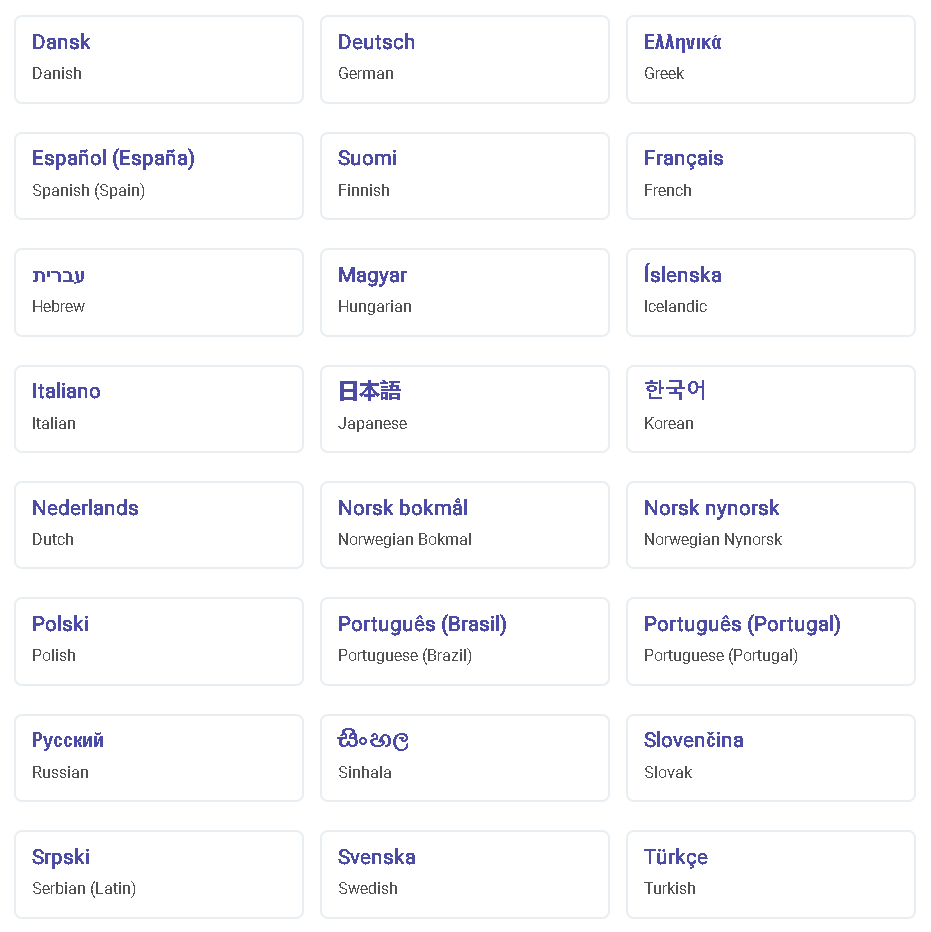 Dansk
Danish
Deutsch
German
Ελληνικά
Greek
Español (España)
Spanish (Spain)
Suomi
Finnish
Français
French
עברית
Hebrew
Magyar
Hungarian
Íslenska
Icelandic
Italiano
Italian
日本語
Japanese
한국어
Korean
Nederlands
Dutch
Norsk bokmål
Norwegian Bokmal
Norsk nynorsk
Norwegian Nynorsk
Polski
Polish
Português (Brasil)
Portuguese (Brazil)
Português (Portugal)
Portuguese (Portugal)
Русский
Russian
සිංහල
Sinhala
Slovenčina
Slovak
Srpski
Serbian (Latin)
Svenska
Swedish
Türkçe
Turkish